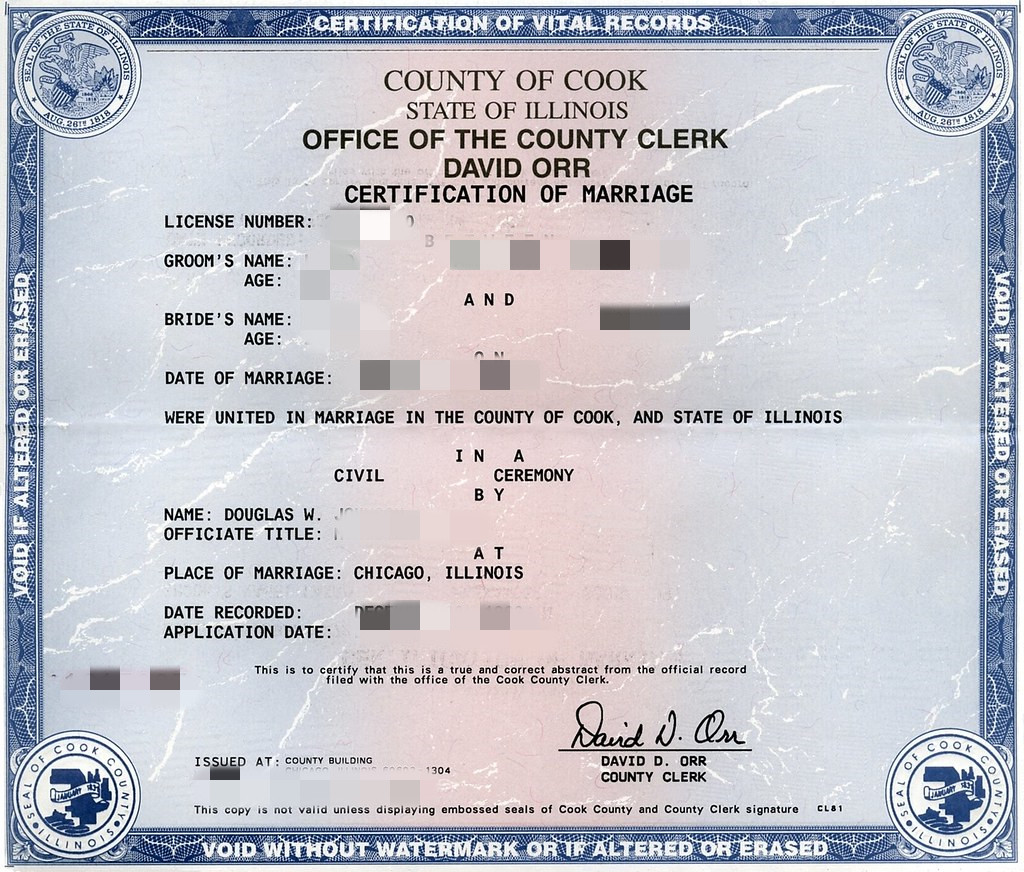 CERTIFICATION OF VITAL RECORDS
SEAL OF THE STATE OF ILLINOIS
AUG. 26TH 1818
SEAL OF THE STATE OF ILLINOIS
AUG. 26TH 1818
COUNTY OF COOK
STATE OF ILLINOIS
OFFICE OF THE COUNTY CLERK
DAVID ORR
CERTIFICATION OF MARRIAGE
LICENSE NUMBER:
GROOM'S NAME:
AGE:
AND
BRIDE'S NAME:
AGE:
ON
DATE OF MARRIAGE:
WERE UNITED IN MARRIAGE IN THE COUNTY OF COOK, AND STATE OF ILLINOIS
IN A
CIVIL CEREMONY
BY
NAME: DOUGLAS W.
OFFICIATE TITLE:
AT
PLACE OF MARRIAGE: CHICAGO, ILLINOIS
DATE RECORDED:
APPLICATION DATE:
This is to certify that this is a true and correct abstract from the official record
filed with the office of the Cook County Clerk.
David D. Orr
DAVID D. ORR
COUNTY CLERK
ISSUED AT: COUNTY BUILDING
This copy is not valid unless displaying embossed seals of Cook County and County Clerk signature CL81
VOID IF ALTERED OR ERASED
VOID IF ALTERED OR ERASED
SEAL OF COOK COUNTY ILLINOIS
SEAL OF COOK COUNTY ILLINOIS
VOID WITHOUT WATERMARK OR IF ALTERED OR ERASED